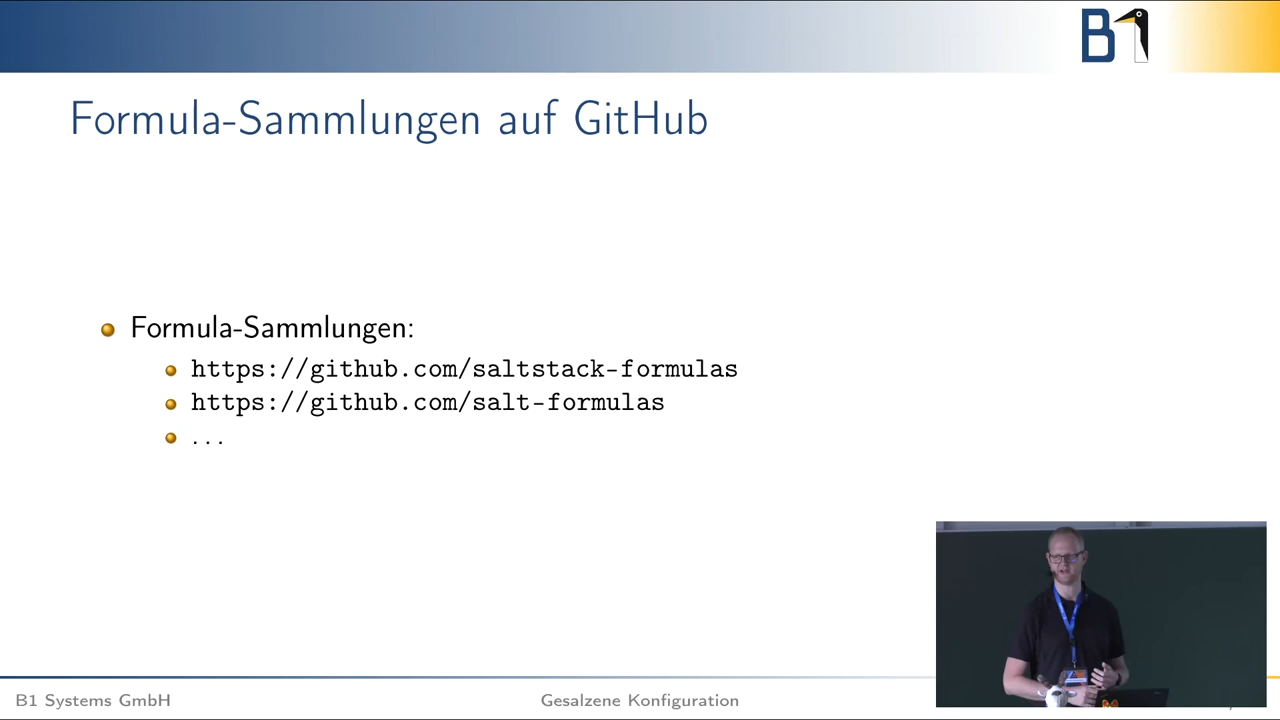 B1
Formula-Sammlungen auf GitHub
Formula-Sammlungen:
https://github.com/saltstack-formulas
https://github.com/salt-formulas
...
B1 Systems GmbH
Gesalzene Konfiguration